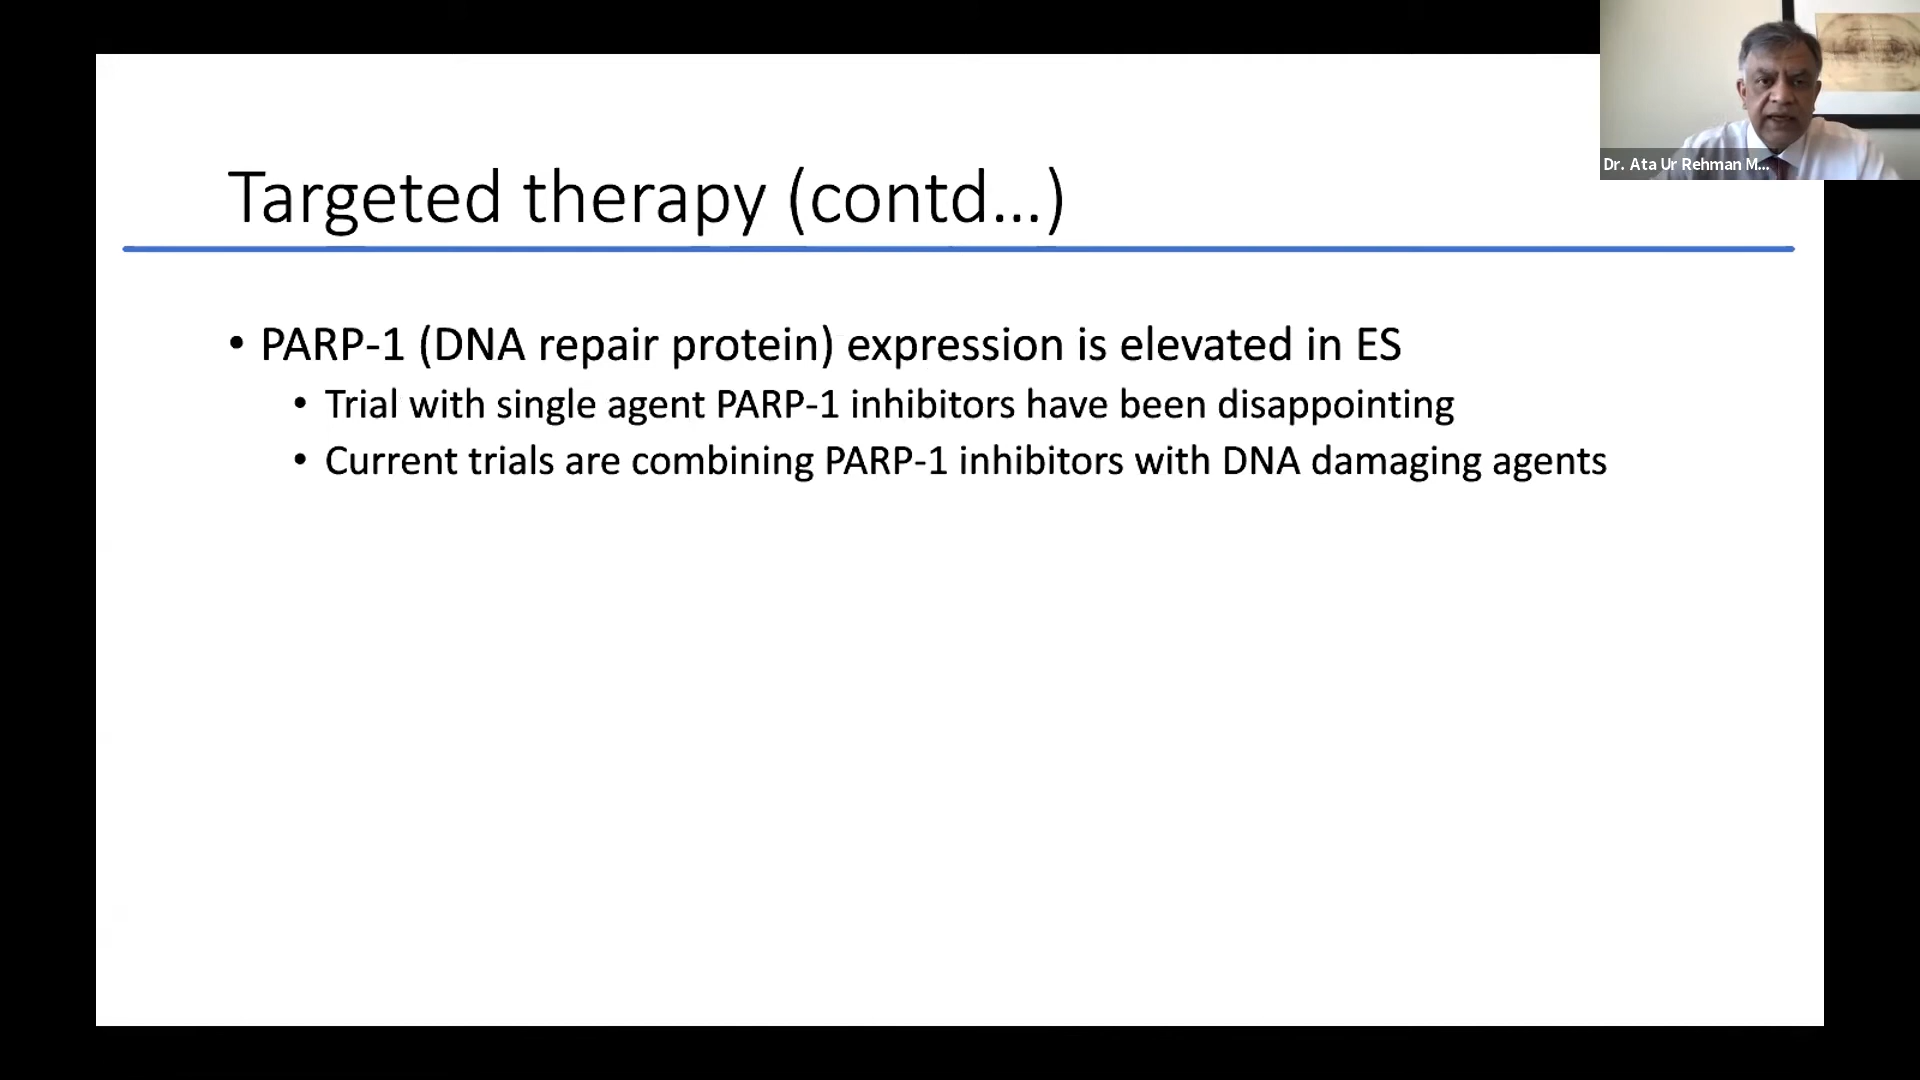 Dr. Ata Ur Rehman M...
Targeted therapy (contd...)
• PARP-1 (DNA repair protein) expression is elevated in ES
• Trial with single agent PARP-1 inhibitors have been disappointing
• Current trials are combining PARP-1 inhibitors with DNA damaging agents